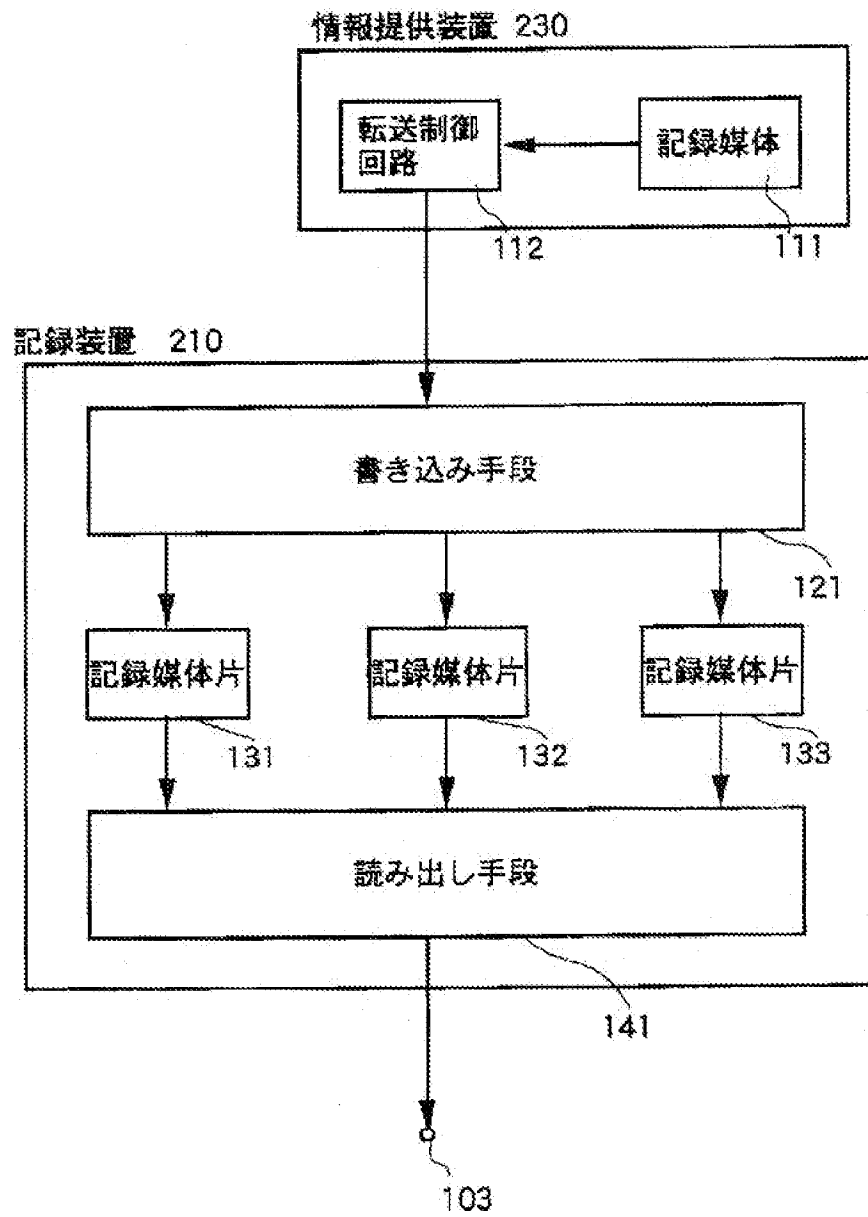 情報提供装置 230
転送制御
回路
記録媒体
112
111
記録装置 210
書き込み手段
121
記録媒体片
記録媒体片
記録媒体片
131
132
133
読み出し手段
141
103